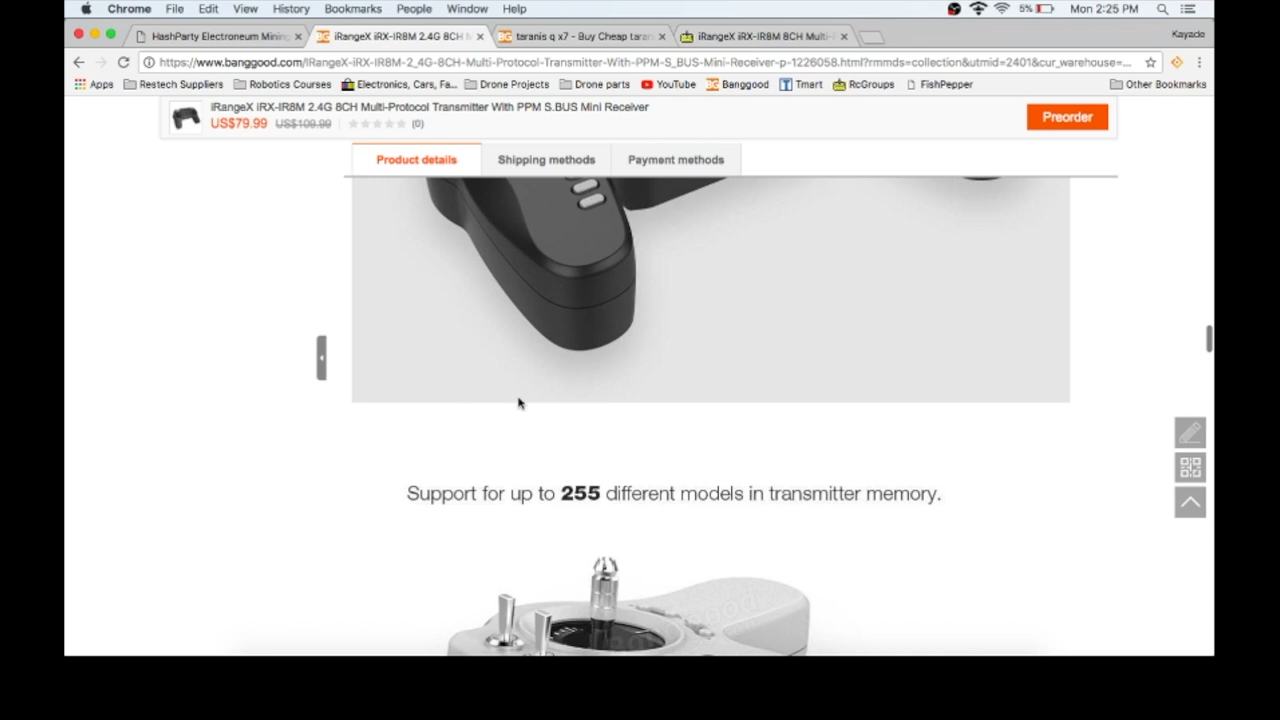 Chrome File Edit View History Bookmarks People Window Help 5% Mon 2:25 PM
HashParty Electroneum Mining iRangeX iRX-IR8M 2.4G 8CH M taranis q x7 - Buy Cheap taran iRangeX iRX-IR8M 8CH Multi-P Kayade
https://www.banggood.com/IRangeX-iRX-IR8M-2_4G-8CH-Multi-Protocol-Transmitter-With-PPM-S_BUS-Mini-Receiver-p-1226058.html?rmmds=collection&utmid=2401&cur_warehouse=...
Apps Restech Suppliers Robotics Courses Electronics, Cars, Fa... Drone Projects Drone parts YouTube Banggood Tmart RcGroups FishPepper Other Bookmarks
iRangeX iRX-IR8M 2.4G 8CH Multi-Protocol Transmitter With PPM S.BUS Mini Receiver
US$79.99 US$109.99 (0)
Preorder
Product details Shipping methods Payment methods
Support for up to 255 different models in transmitter memory.